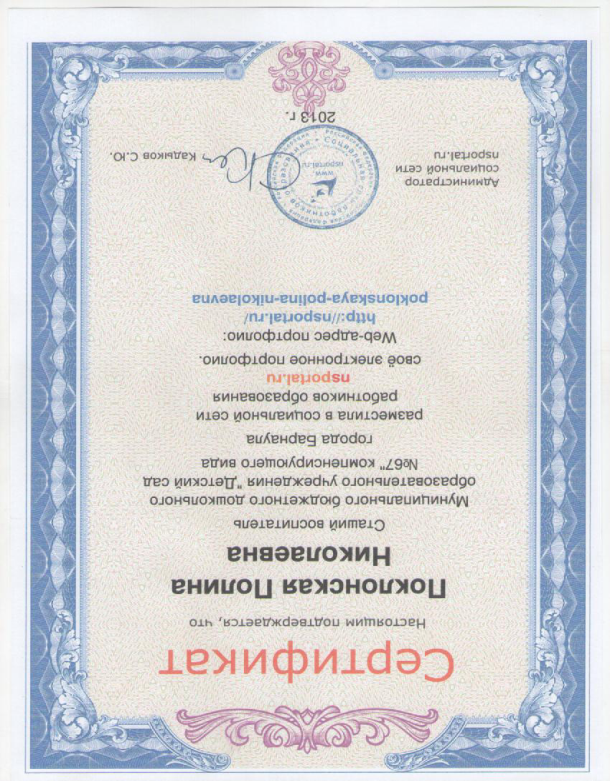 Сертификат
Настоящим подтверждается, что
Поклонская Полина
Николаевна
Сташий воспитатель
Муниципального бюджетного дошкольного
образовательного учреждения "Детский сад
№67" компенсирующего вида
города Барнаула
разместила в социальной сети
работников образования
nsportal.ru
своё электронное портфолио.
Web-адрес портфолио:
http://nsportal.ru/
poklonskaya-polina-nikolaevna
Администратор
социальной сети
nsportal.ru
Кадыков С.Ю.
2013 г.